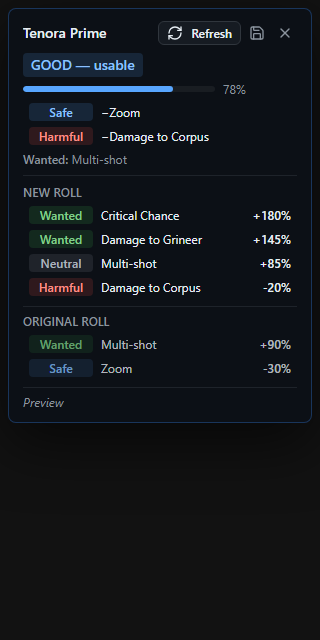 Tenora Prime Refresh
GOOD — usable
78%
Safe −Zoom
Harmful −Damage to Corpus
Wanted: Multi-shot
NEW ROLL
Wanted Critical Chance +180%
Wanted Damage to Grineer +145%
Neutral Multi-shot +85%
Harmful Damage to Corpus -20%
ORIGINAL ROLL
Wanted Multi-shot +90%
Safe Zoom -30%
Preview